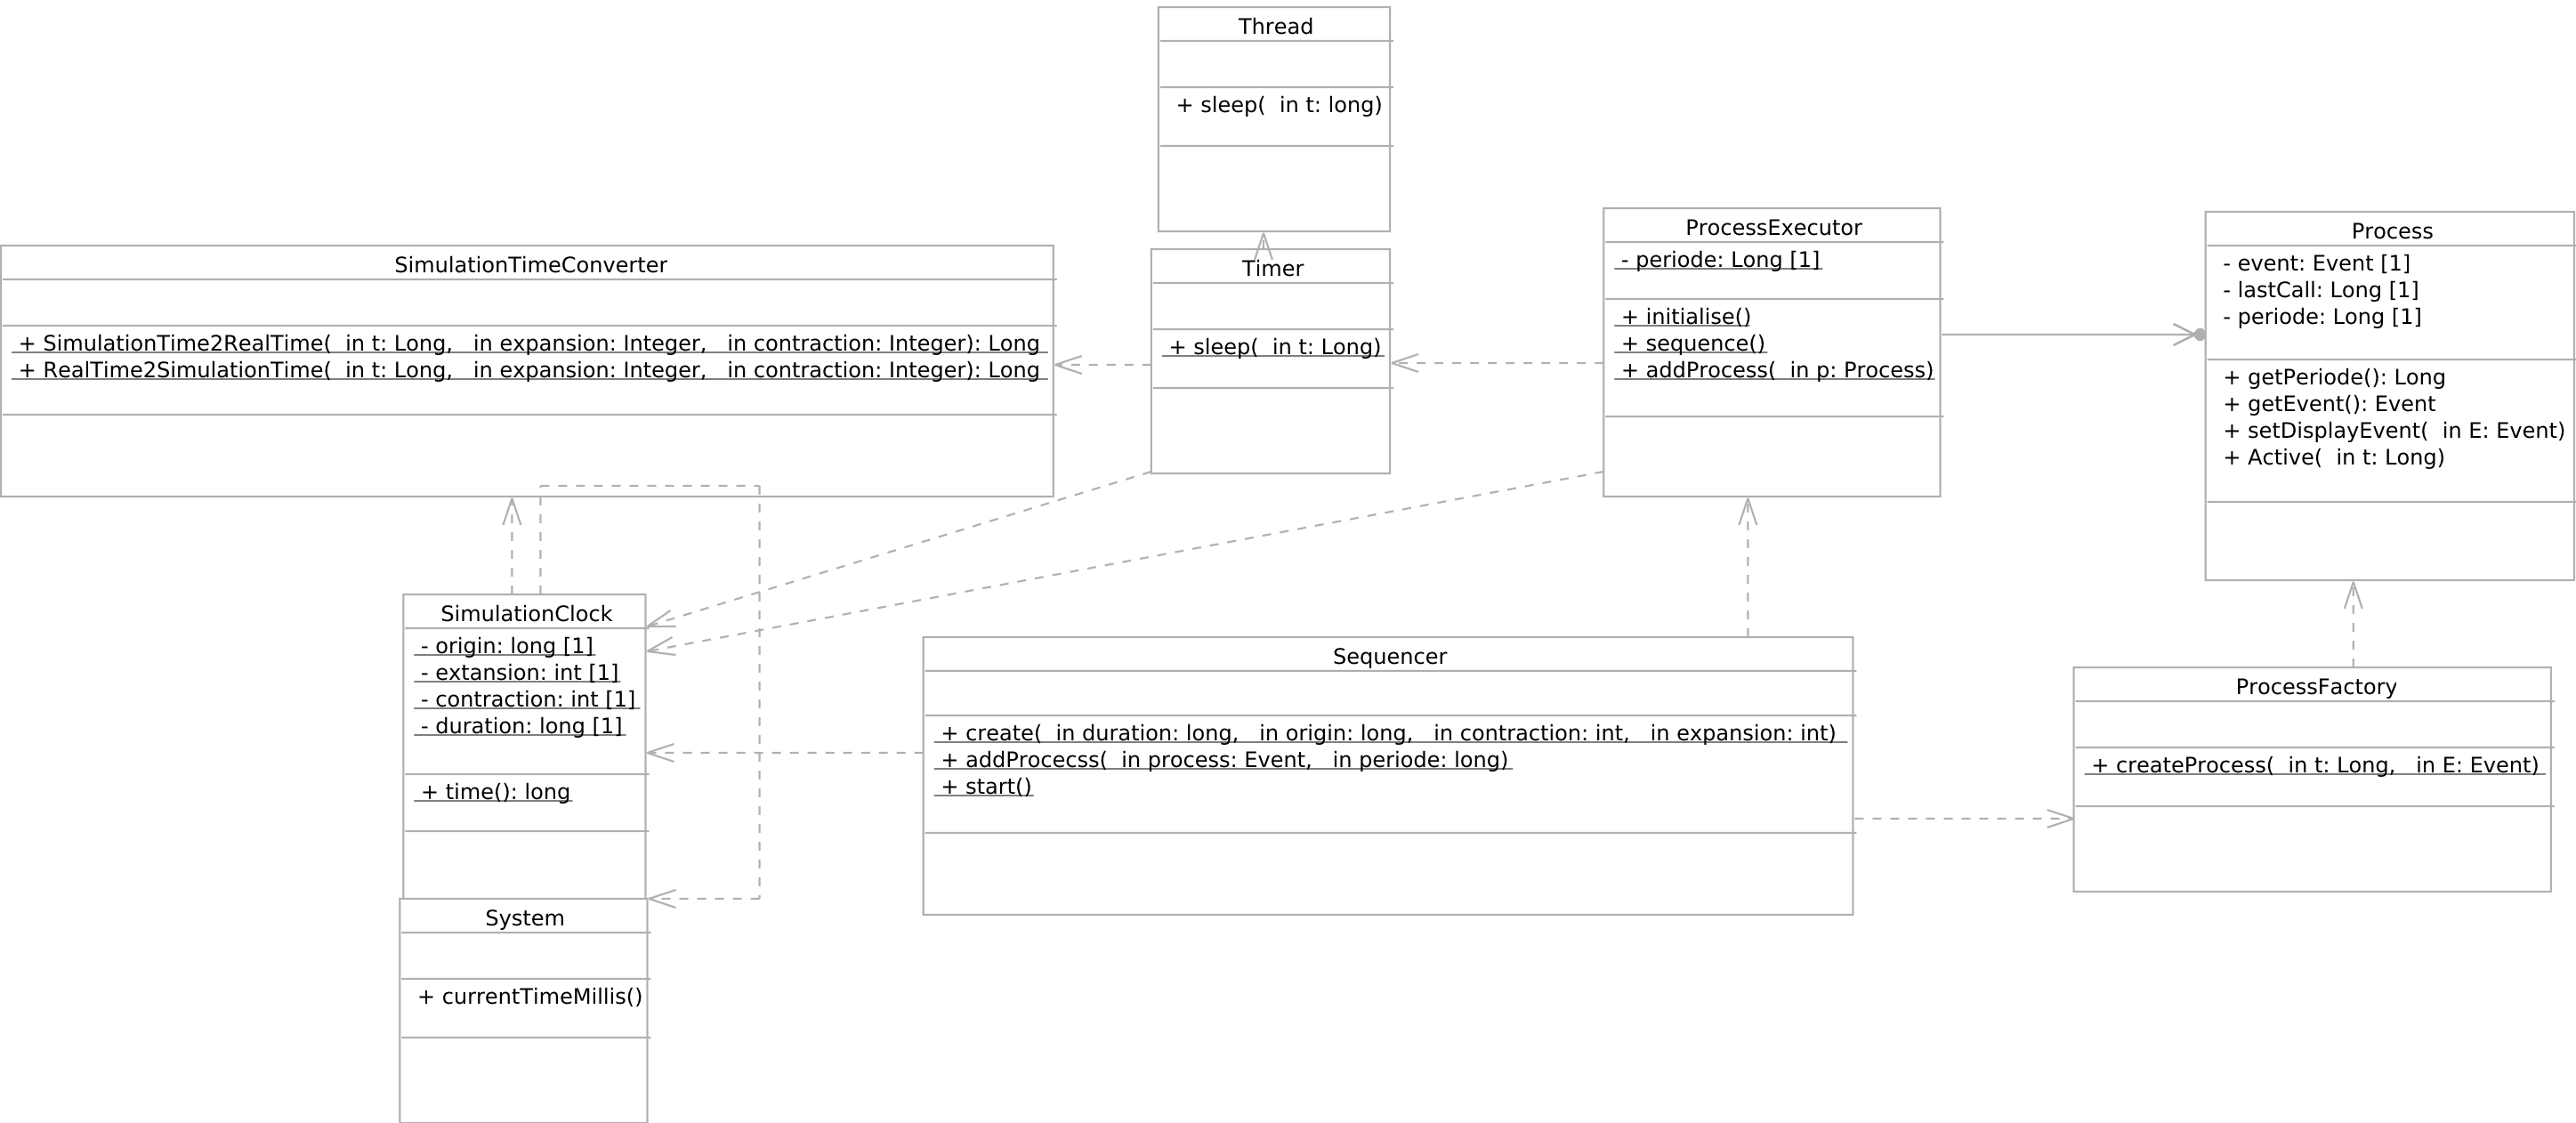 Thread
+ sleep(  in t: long)
SimulationTimeConverter
+ SimulationTime2RealTime(  in t: Long,   in expansion: Integer,   in contraction: Integer): Long
+ RealTime2SimulationTime(  in t: Long,   in expansion: Integer,   in contraction: Integer): Long
Timer
+ sleep(  in t: Long)
ProcessExecutor
- periode: Long [1]
+ initialise()
+ sequence()
+ addProcess(  in p: Process)
Process
- event: Event [1]
- lastCall: Long [1]
- periode: Long [1]
+ getPeriode(): Long
+ getEvent(): Event
+ setDisplayEvent(  in E: Event)
+ Active(  in t: Long)
SimulationClock
- origin: long [1]
- extansion: int [1]
- contraction: int [1]
- duration: long [1]
+ time(): long
Sequencer
+ create(  in duration: long,   in origin: long,   in contraction: int,   in expansion: int)
+ addProcecss(  in process: Event,   in periode: long)
+ start()
ProcessFactory
+ createProcess(  in t: Long,   in E: Event)
System
+ currentTimeMillis()